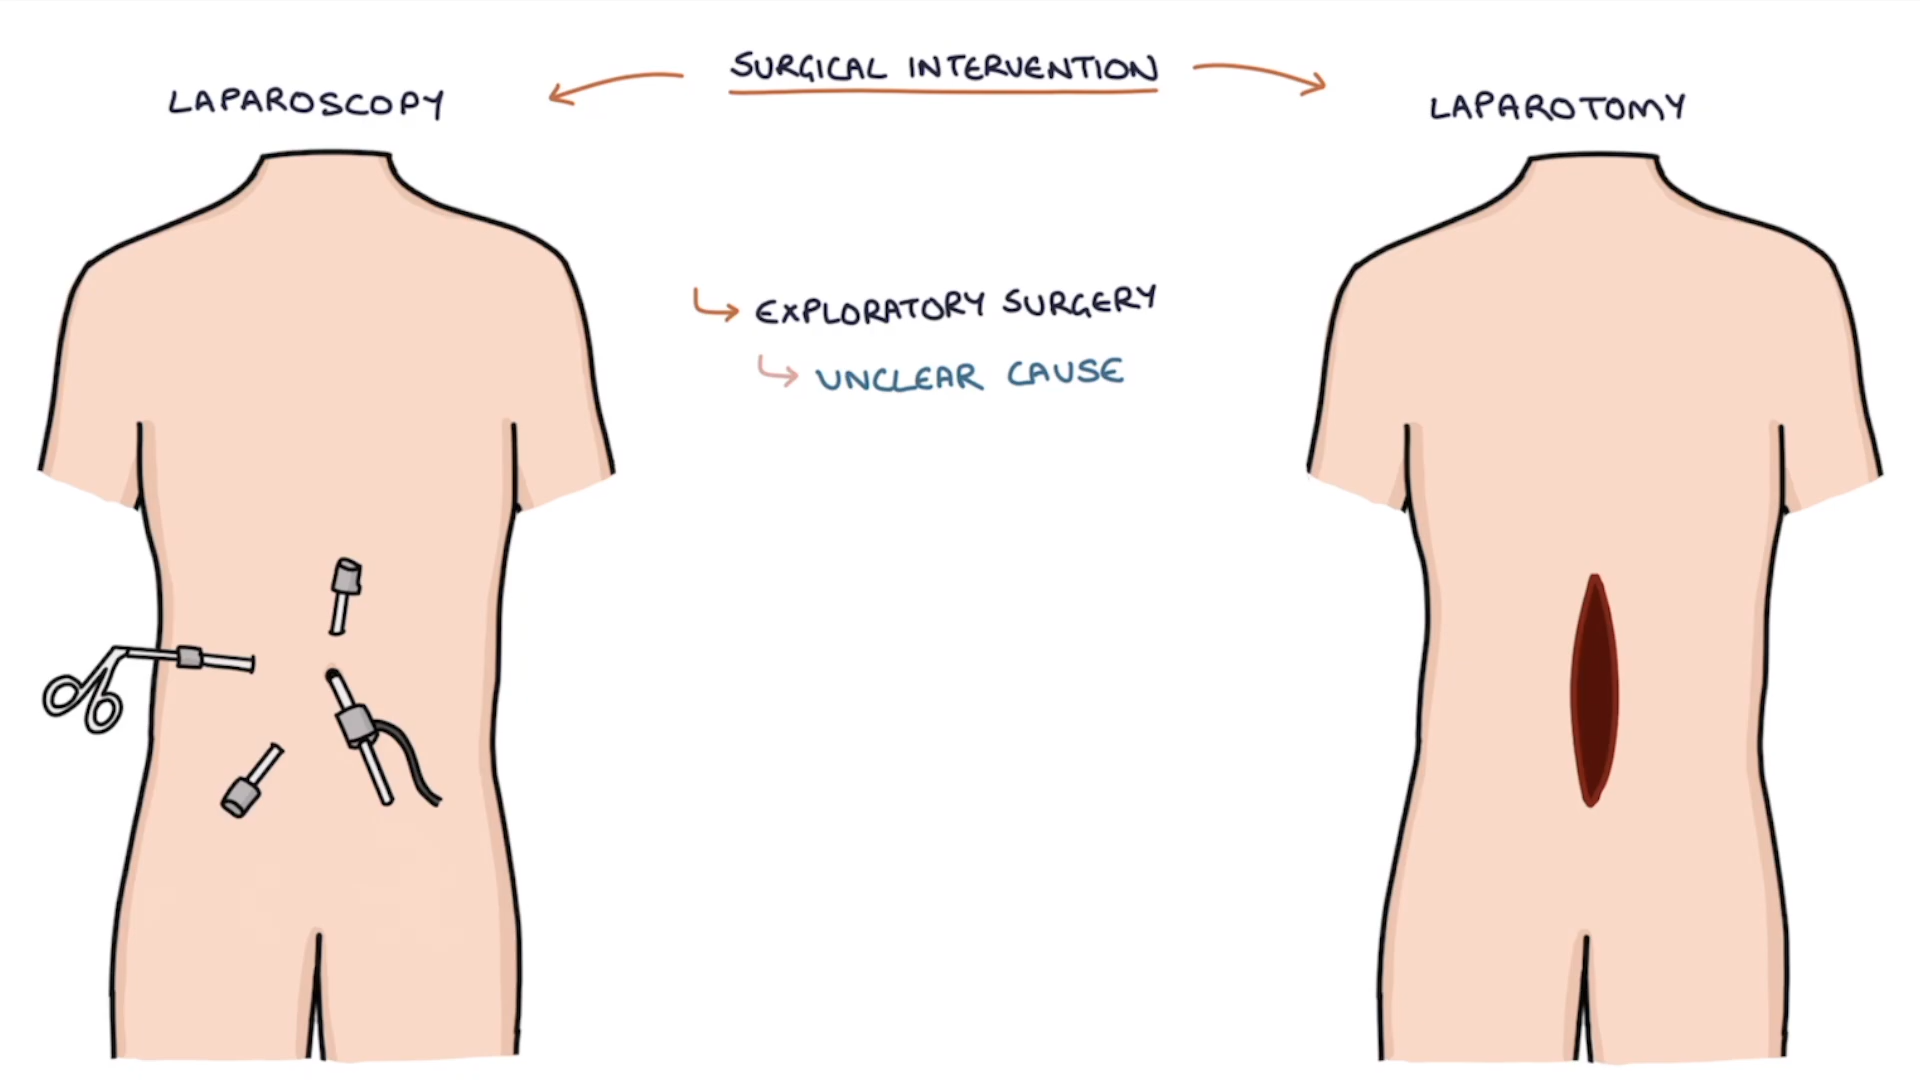 SURGICAL INTERVENTION
LAPAROSCOPY
LAPAROTOMY
EXPLORATORY SURGERY
UNCLEAR CAUSE